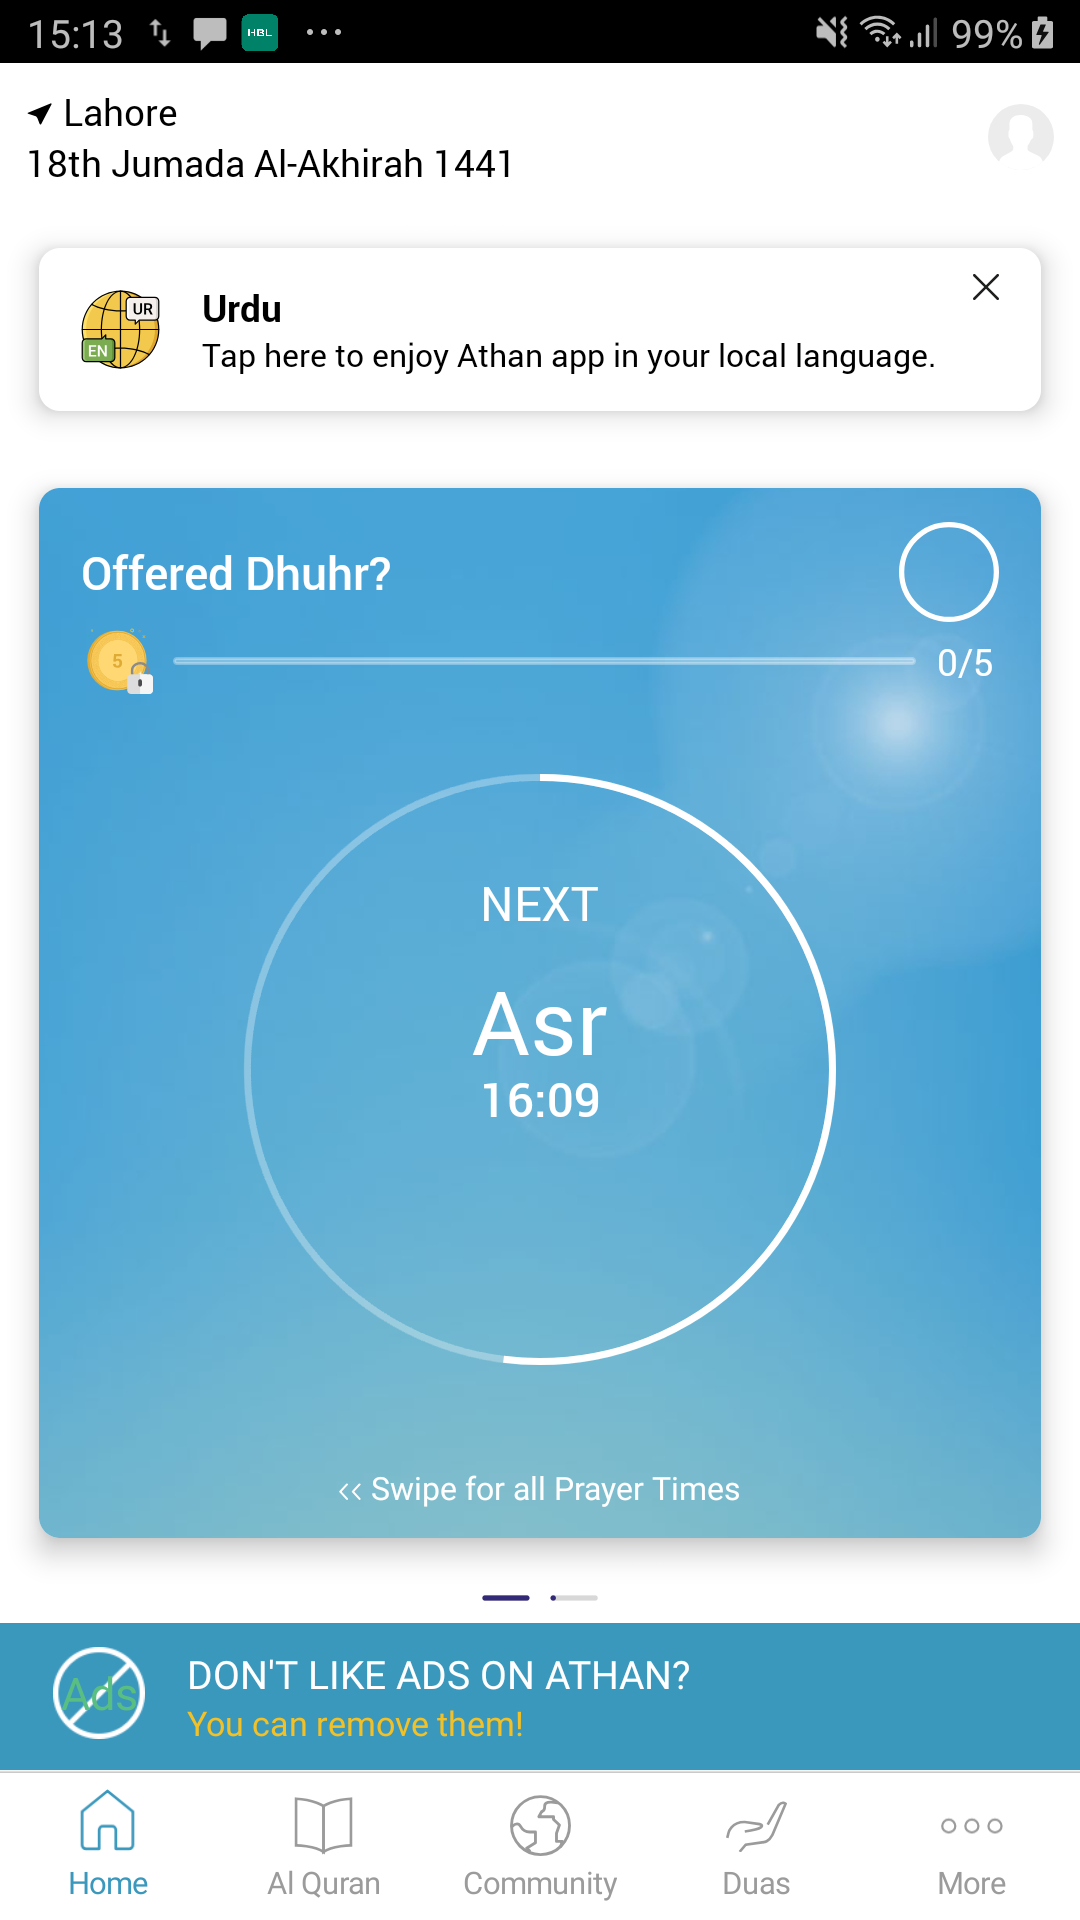 15:13 HBL 99%
Lahore
18th Jumada Al-Akhirah 1441
UR
EN
Urdu
Tap here to enjoy Athan app in your local language.
Offered Dhuhr?
5
0/5
NEXT
Asr
16:09
Swipe for all Prayer Times
Ads
DON'T LIKE ADS ON ATHAN?
You can remove them!
Home Al Quran Community Duas More